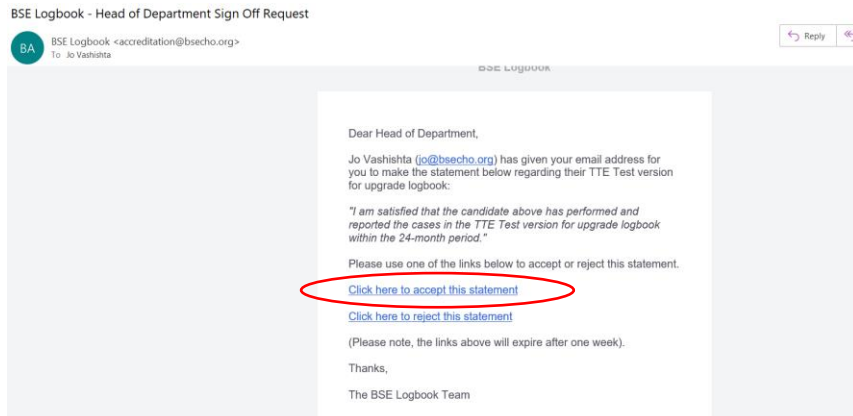 BSE Logbook - Head of Department Sign Off Request
BA
BSE Logbook <accreditation@bsecho.org>
To Jo Vashishta
Reply
BSE Logbook
Dear Head of Department,
Jo Vashishta (jo@bsecho.org) has given your email address for
you to make the statement below regarding their TTE Test version
for upgrade logbook:
"I am satisfied that the candidate above has performed and
reported the cases in the TTE Test version for upgrade logbook
within the 24-month period."
Please use one of the links below to accept or reject this statement.
Click here to accept this statement
Click here to reject this statement
(Please note, the links above will expire after one week).
Thanks,
The BSE Logbook Team